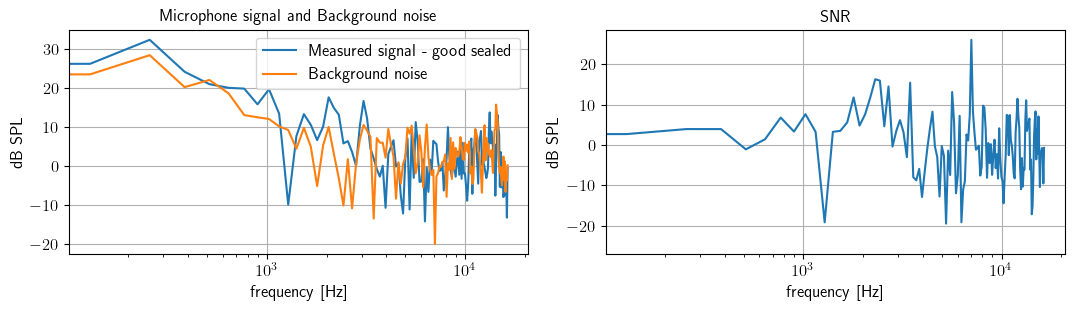 Microphone signal and Background noise
Measured signal - good sealed
Background noise
dB SPL
30
20
10
0
−10
−20
10³
10⁴
frequency [Hz]
SNR
dB SPL
20
10
0
−10
−20
10³
10⁴
frequency [Hz]